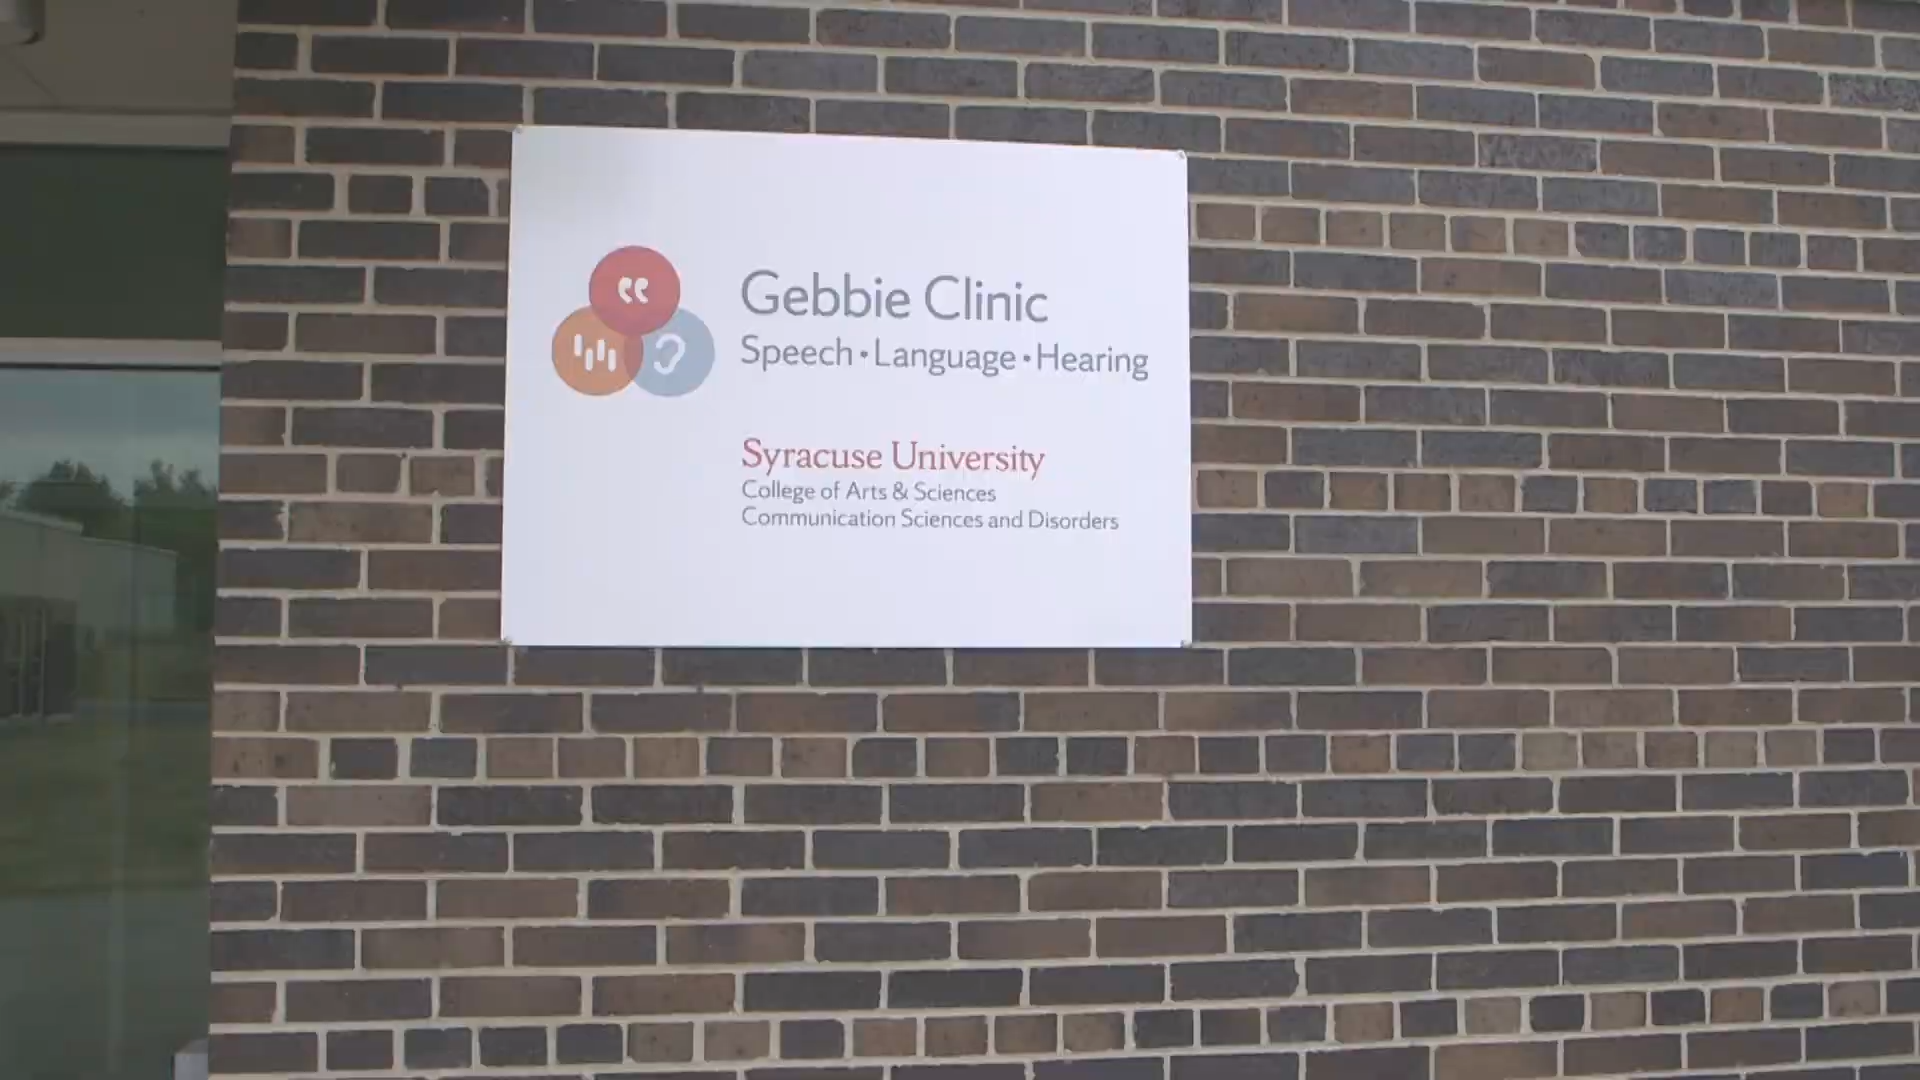 Gebbie Clinic
Speech • Language • Hearing
Syracuse University
College of Arts & Sciences
Communication Sciences and Disorders